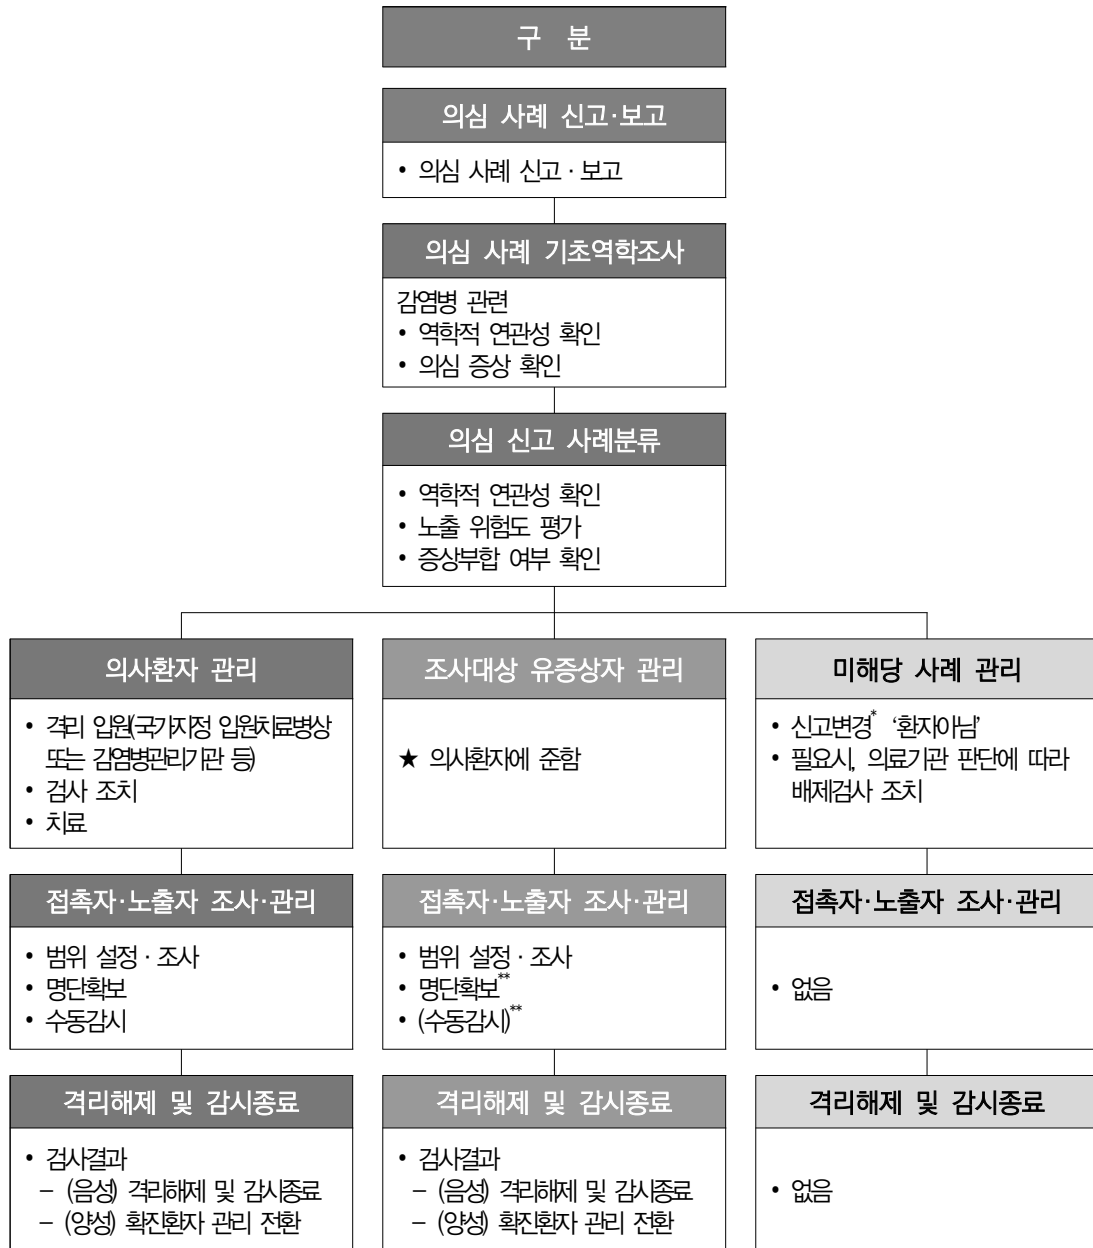 구 분
의심 사례 신고·보고
• 의심 사례 신고 · 보고
의심 사례 기초역학조사
감염병 관련
• 역학적 연관성 확인
• 의심 증상 확인
의심 신고 사례분류
• 역학적 연관성 확인
• 노출 위험도 평가
• 증상부합 여부 확인
의사환자 관리
• 격리 입원(국가지정 입원치료병상
또는 감염병관리기관 등)
• 검사 조치
• 치료
접촉자·노출자 조사·관리
• 범위 설정 · 조사
• 명단확보
• 수동감시
격리해제 및 감시종료
• 검사결과
– (음성) 격리해제 및 감시종료
– (양성) 확진환자 관리 전환
조사대상 유증상자 관리
★ 의사환자에 준함
접촉자·노출자 조사·관리
• 범위 설정 · 조사
• 명단확보**
• (수동감시)**
격리해제 및 감시종료
• 검사결과
– (음성) 격리해제 및 감시종료
– (양성) 확진환자 관리 전환
미해당 사례 관리
• 신고변경* ‘환자아님’
• 필요시, 의료기관 판단에 따라
배제검사 조치
접촉자·노출자 조사·관리
• 없음
격리해제 및 감시종료
• 없음